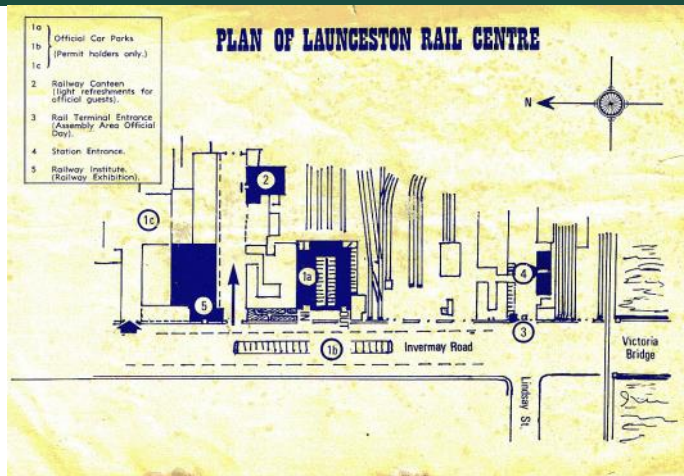 PLAN OF LAUNCESTON RAIL CENTRE
1a
1b
1c
Official Car Parks
(Permit holders only.)
2 Railway Canteen
(light refreshments for
official guests).
3 Rail Terminal Entrance
(Assembly Area Official
Day).
4 Station Entrance.
5 Railway Institute.
(Railway Exhibition).
N
2
1c
1a
4
5
IN
OUT
3
1b
Invermay Road
Victoria
Bridge
Lindsay St.